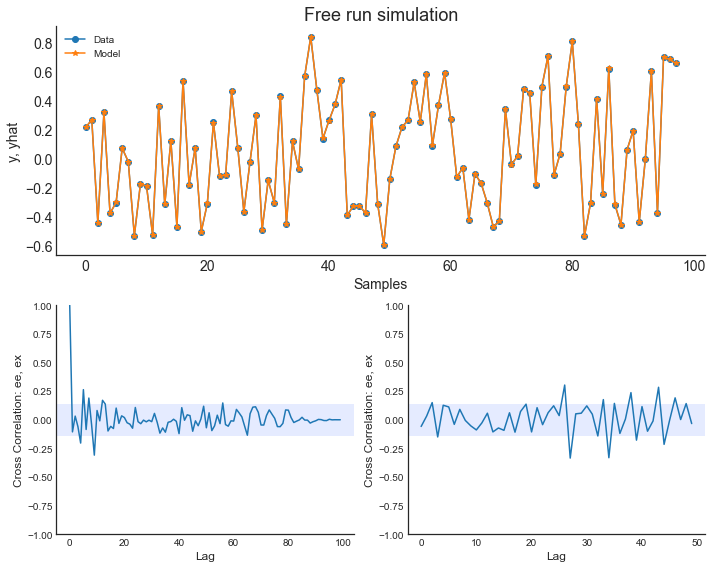 Free run simulation
Data
Model
y, yhat
0.8
0.6
0.4
0.2
0.0
−0.2
−0.4
−0.6
0 20 40 60 80 100
Samples
Cross Correlation: ee, ex
1.00
0.75
0.50
0.25
0.00
−0.25
−0.50
−0.75
−1.00
0 20 40 60 80 100
Lag
Cross Correlation: ee, ex
1.00
0.75
0.50
0.25
0.00
−0.25
−0.50
−0.75
−1.00
0 10 20 30 40 50
Lag